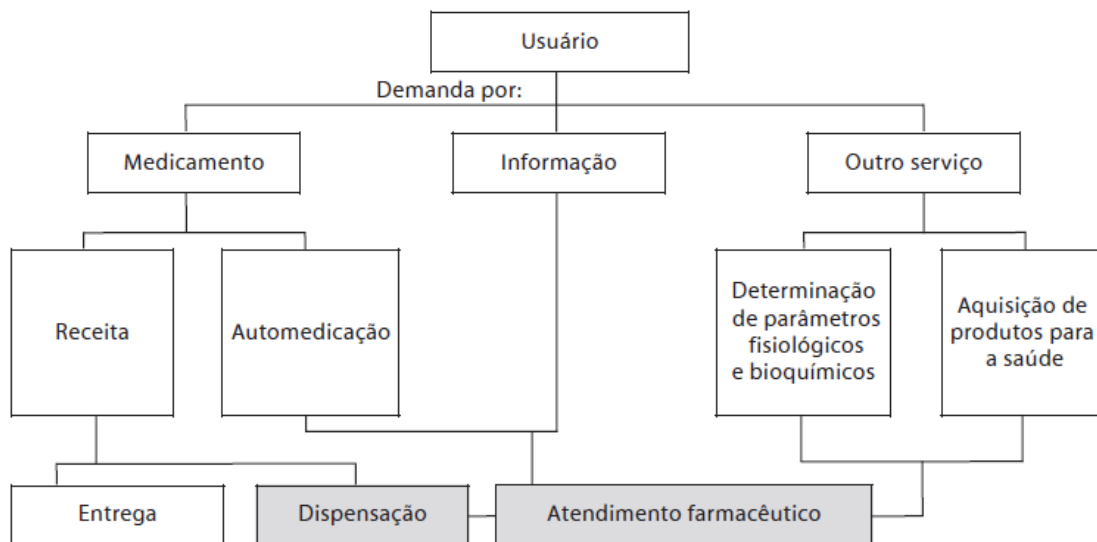 Usuário
Demanda por:
Medicamento
Informação
Outro serviço
Receita
Automedicação
Determinação
de parâmetros
fisiológicos
e bioquímicos
Aquisição de
produtos para
a saúde
Entrega
Dispensação
Atendimento farmacêutico